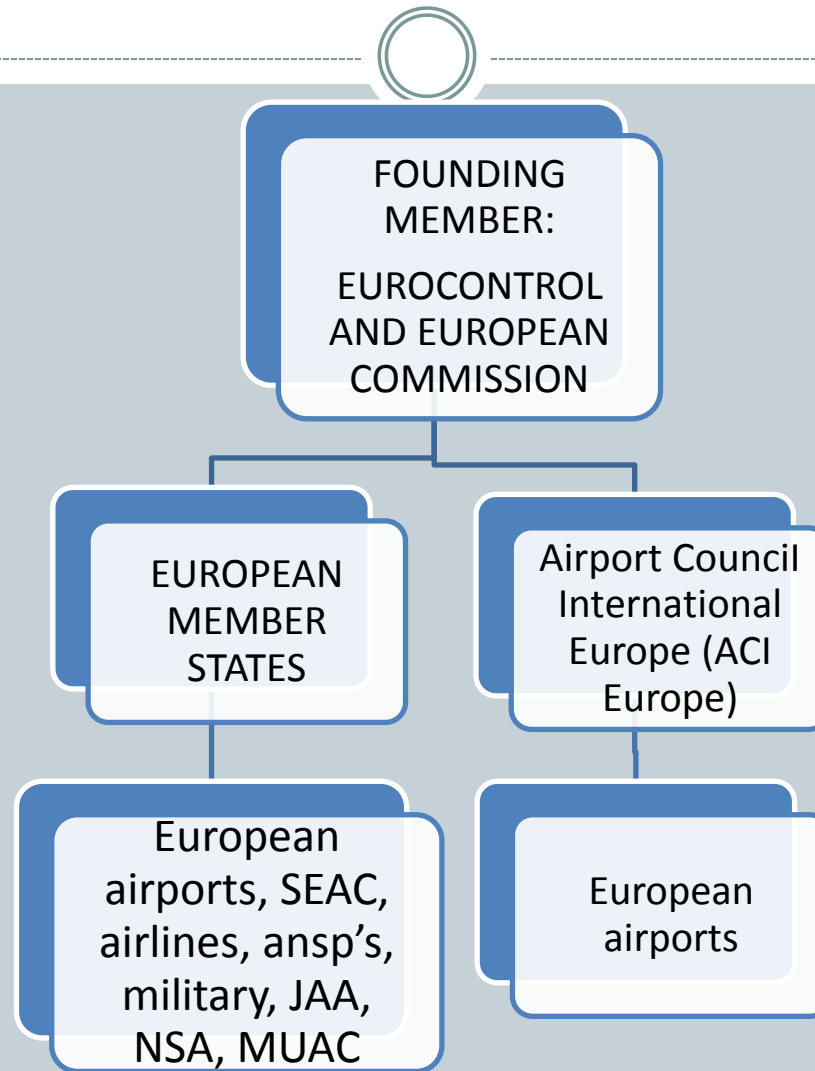 FOUNDING
MEMBER:
EUROCONTROL
AND EUROPEAN
COMMISSION
EUROPEAN
MEMBER
STATES
Airport Council
International
Europe (ACI
Europe)
European
airports, SEAC,
airlines, ansp’s,
military, JAA,
NSA, MUAC
European
airports